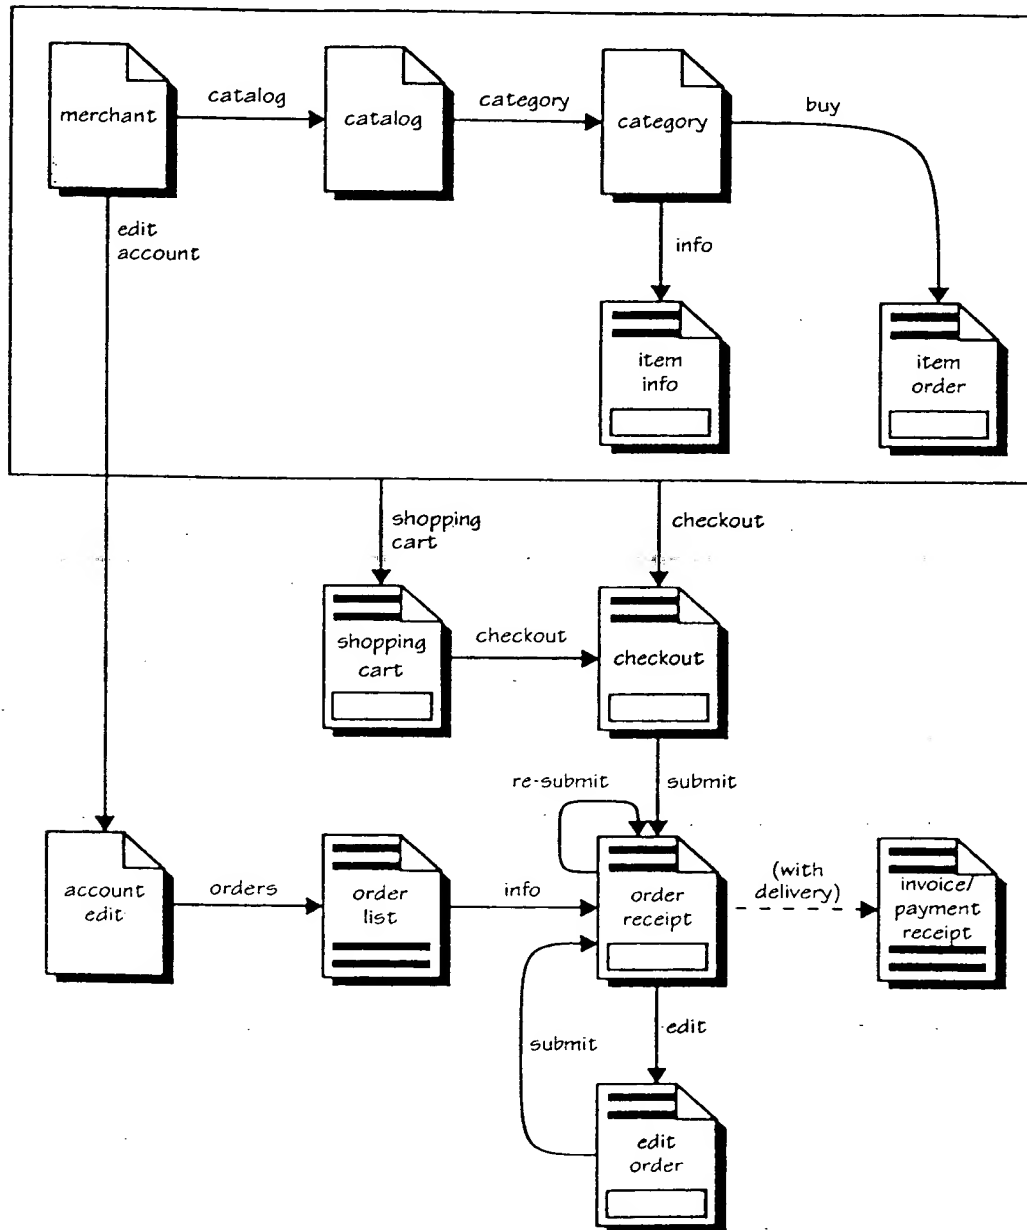 merchant
catalog
catalog
category
category
buy
edit
account
info
item
info
item
order
shopping
cart
checkout
shopping
cart
checkout
checkout
re-submit
submit
account
edit
orders
order
list
info
order
receipt
(with
delivery)
invoice/
payment
receipt
submit
edit
edit
order